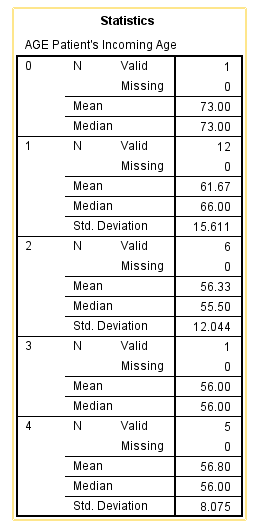 Statistics
AGE Patient's Incoming Age
0 N Valid 1
Missing 0
Mean 73.00
Median 73.00
1 N Valid 12
Missing 0
Mean 61.67
Median 66.00
Std. Deviation 15.611
2 N Valid 6
Missing 0
Mean 56.33
Median 55.50
Std. Deviation 12.044
3 N Valid 1
Missing 0
Mean 56.00
Median 56.00
4 N Valid 5
Missing 0
Mean 56.80
Median 56.00
Std. Deviation 8.075